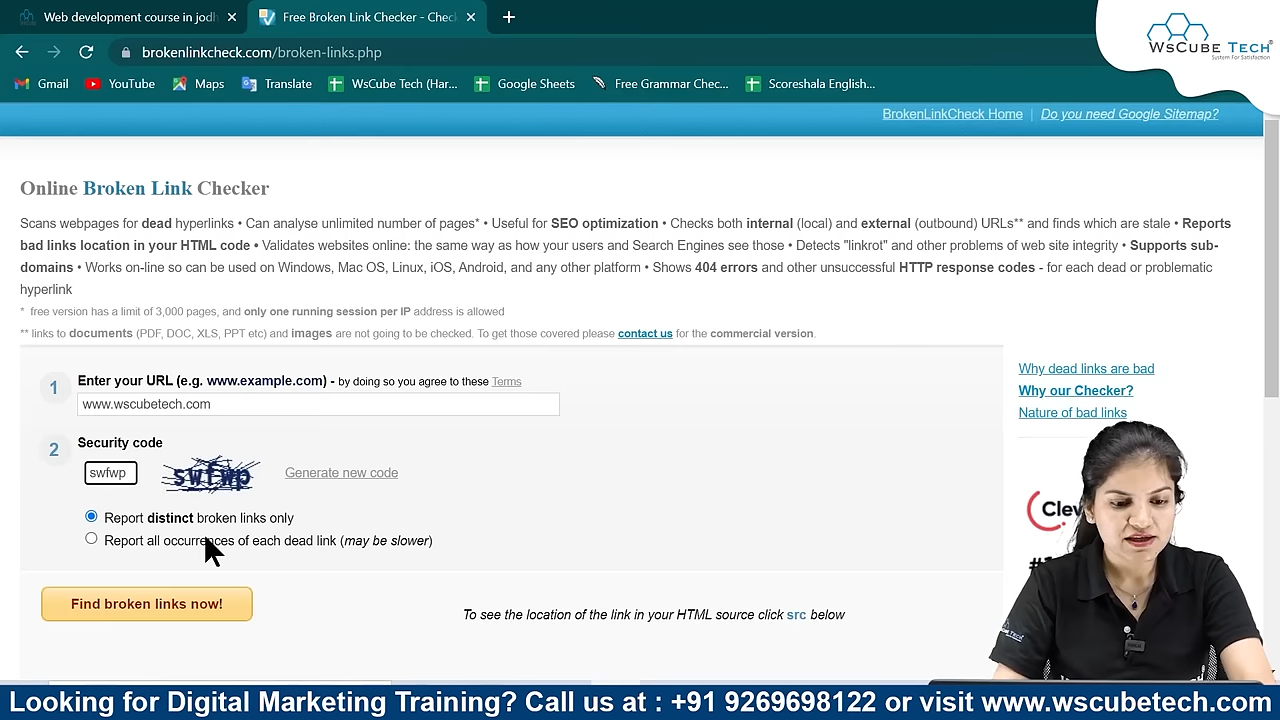 Web development course in jodh
Free Broken Link Checker - Chec
brokenlinkcheck.com/broken-links.php
WsCube Tech®
System For Satisfaction
Gmail
YouTube
Maps
Translate
WsCube Tech (Har...
Google Sheets
Free Grammar Chec...
Scoreshala English...
BrokenLinkCheck Home | Do you need Google Sitemap?
Online Broken Link Checker
Scans webpages for dead hyperlinks • Can analyse unlimited number of pages* • Useful for SEO optimization • Checks both internal (local) and external (outbound) URLs** and finds which are stale • Reports
bad links location in your HTML code • Validates websites online: the same way as how your users and Search Engines see those • Detects "linkrot" and other problems of web site integrity • Supports sub-
domains • Works on-line so can be used on Windows, Mac OS, Linux, iOS, Android, and any other platform • Shows 404 errors and other unsuccessful HTTP response codes - for each dead or problematic
hyperlink
* free version has a limit of 3,000 pages, and only one running session per IP address is allowed
** links to documents (PDF, DOC, XLS, PPT etc) and images are not going to be checked. To get those covered please contact us for the commercial version.
1 Enter your URL (e.g. www.example.com) - by doing so you agree to these Terms
www.wscubetech.com
2 Security code
swfwp swfwp Generate new code
Report distinct broken links only
Report all occurrences of each dead link (may be slower)
Find broken links now!
To see the location of the link in your HTML source click src below
Why dead links are bad
Why our Checker?
Nature of bad links
Clev
Looking for Digital Marketing Training? Call us at : +91 9269698122 or visit www.wscubetech.com